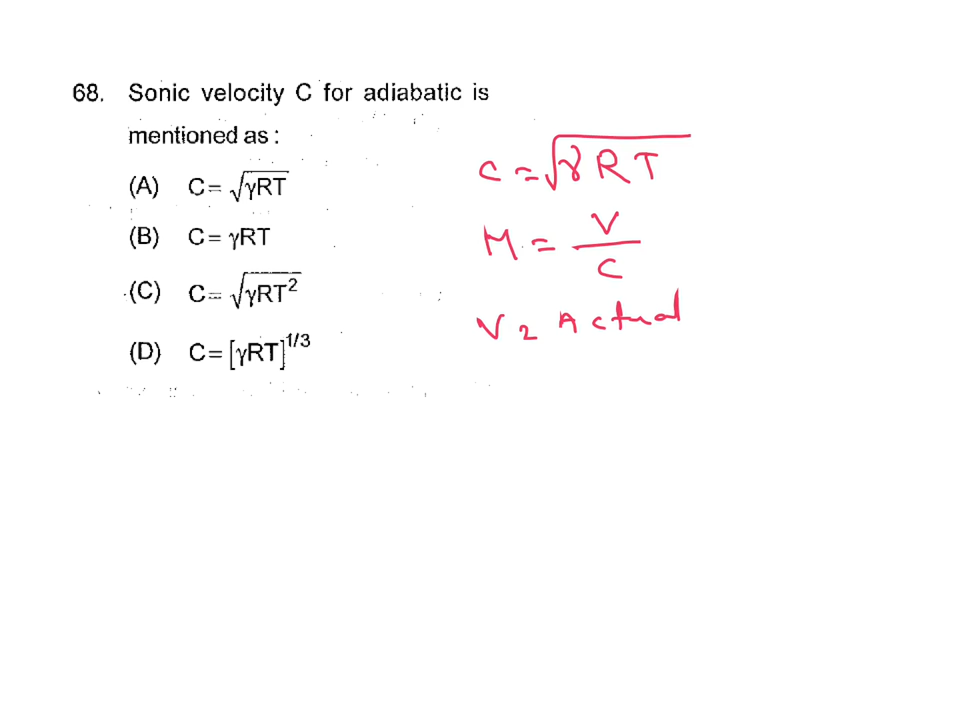 68. Sonic velocity C for adiabatic is
mentioned as :
(A) C= √γRT
(B) C= γRT
(C) C= √γRT²
(D) C= [γRT]^1/3
C = √γRT
M = V/C
V = Actual